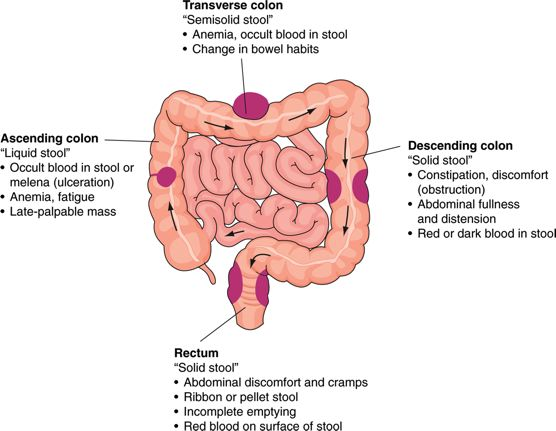 Transverse colon
“Semisolid stool”
• Anemia, occult blood in stool
• Change in bowel habits
Ascending colon
“Liquid stool”
• Occult blood in stool or
melena (ulceration)
• Anemia, fatigue
• Late-palpable mass
Descending colon
“Solid stool”
• Constipation, discomfort
(obstruction)
• Abdominal fullness
and distension
• Red or dark blood in stool
Rectum
“Solid stool”
• Abdominal discomfort and cramps
• Ribbon or pellet stool
• Incomplete emptying
• Red blood on surface of stool